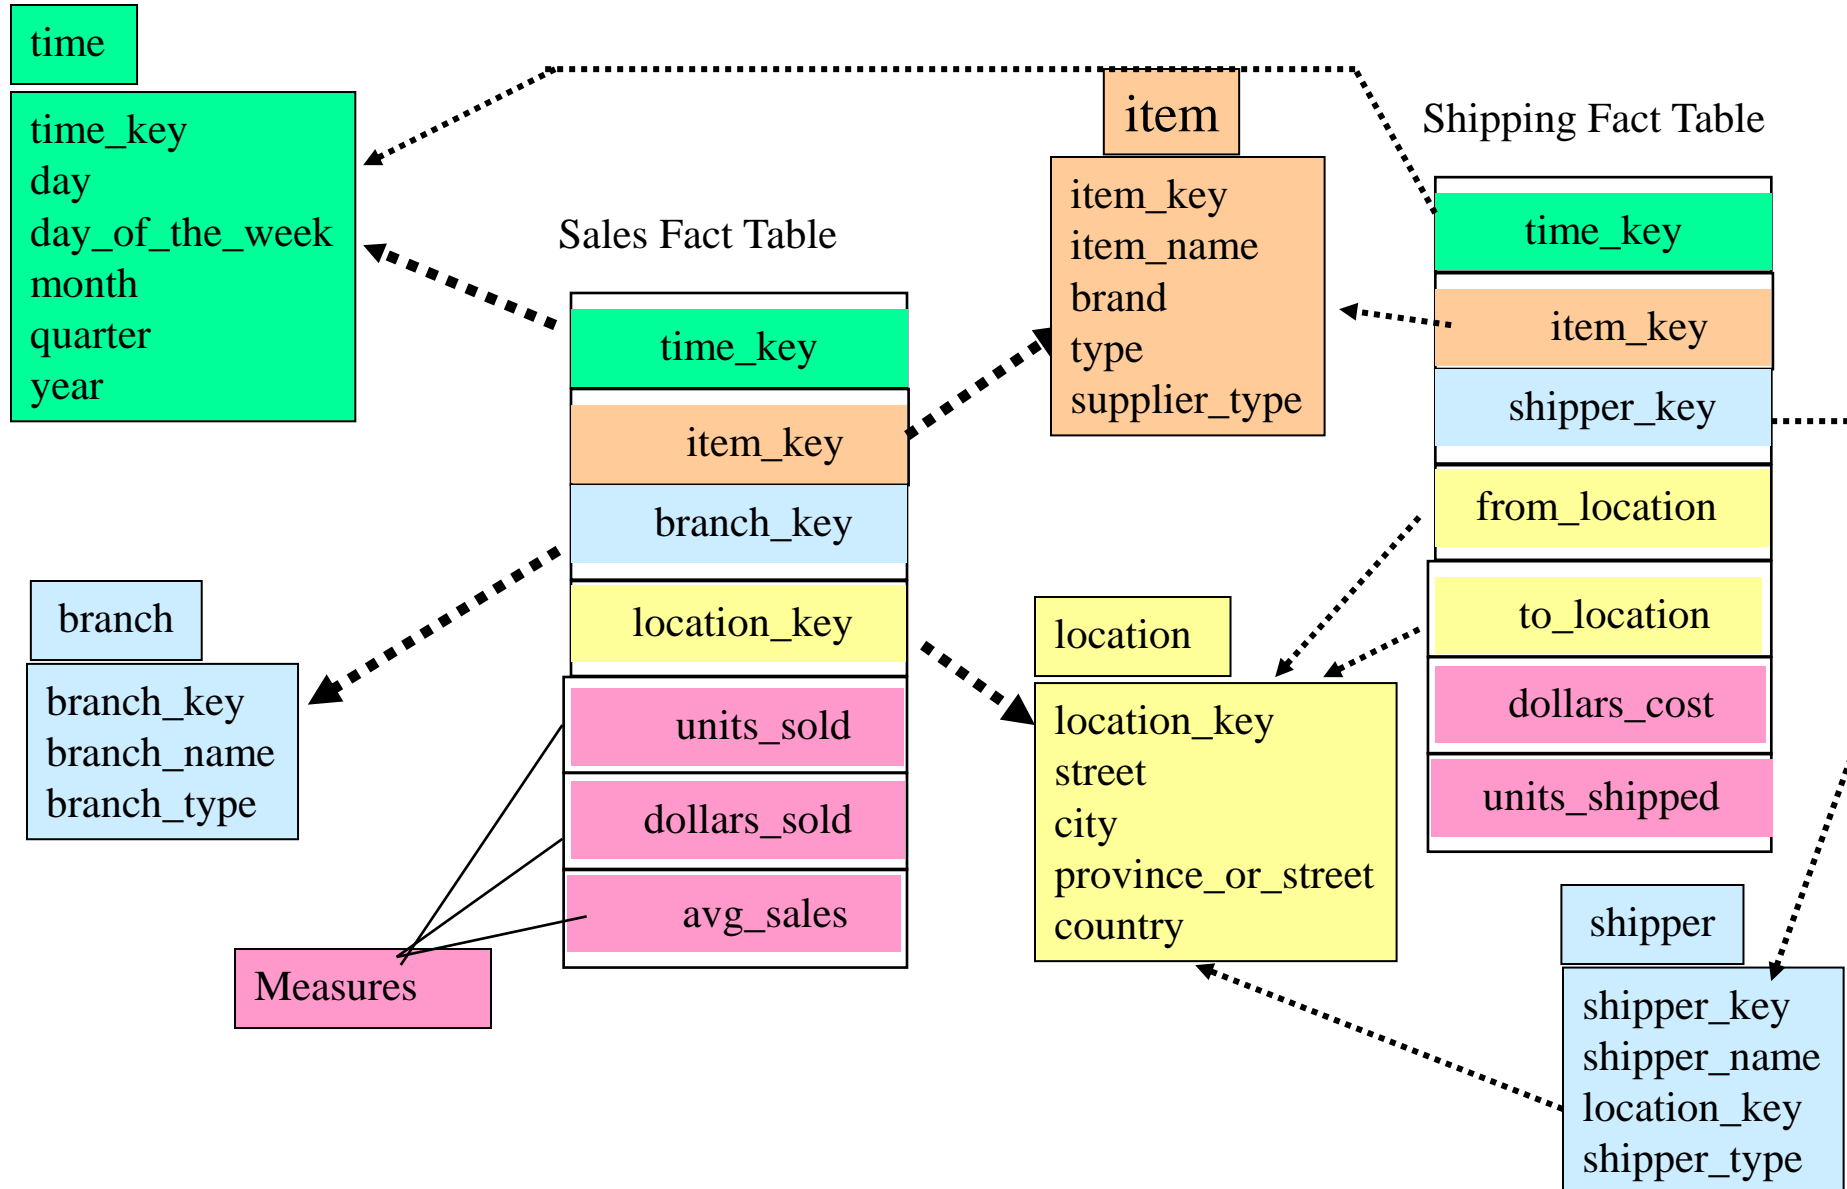 time
time_key
day
day_of_the_week
month
quarter
year
Sales Fact Table
time_key
item_key
branch_key
location_key
units_sold
dollars_sold
avg_sales
Measures
branch
branch_key
branch_name
branch_type
item
item_key
item_name
brand
type
supplier_type
location
location_key
street
city
province_or_street
country
Shipping Fact Table
time_key
item_key
shipper_key
from_location
to_location
dollars_cost
units_shipped
shipper
shipper_key
shipper_name
location_key
shipper_type